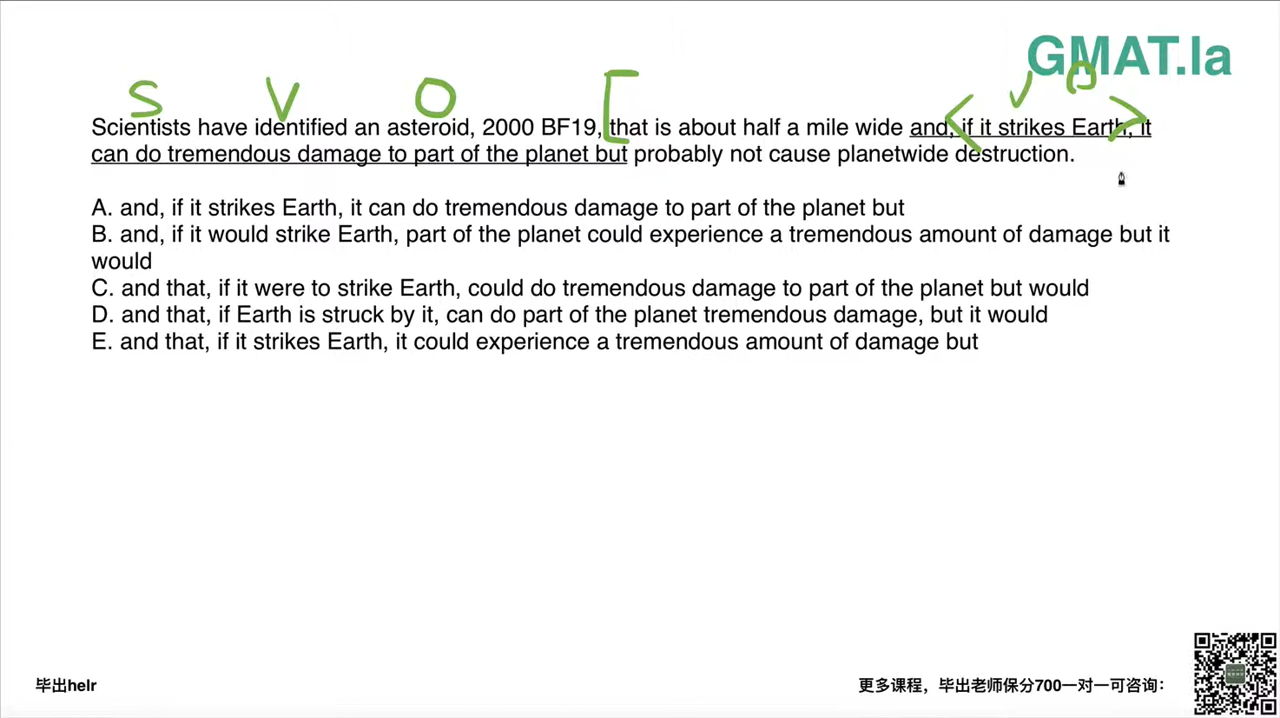 GMAT.la
S V O [ < V O >
Scientists have identified an asteroid, 2000 BF19, that is about half a mile wide and, if it strikes Earth, it
can do tremendous damage to part of the planet but probably not cause planetwide destruction.
A. and, if it strikes Earth, it can do tremendous damage to part of the planet but
B. and, if it would strike Earth, part of the planet could experience a tremendous amount of damage but it
would
C. and that, if it were to strike Earth, could do tremendous damage to part of the planet but would
D. and that, if Earth is struck by it, can do part of the planet tremendous damage, but it would
E. and that, if it strikes Earth, it could experience a tremendous amount of damage but
毕出helr
更多课程，毕出老师保分700一对一可咨询：